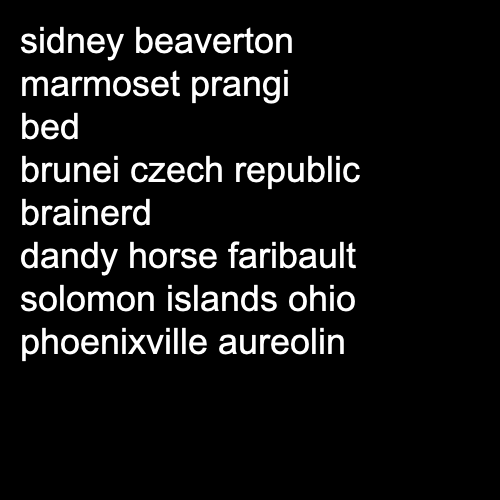 sidney beaverton
marmoset prangi
bed
brunei czech republic
brainerd
dandy horse faribault
solomon islands ohio
phoenixville aureolin